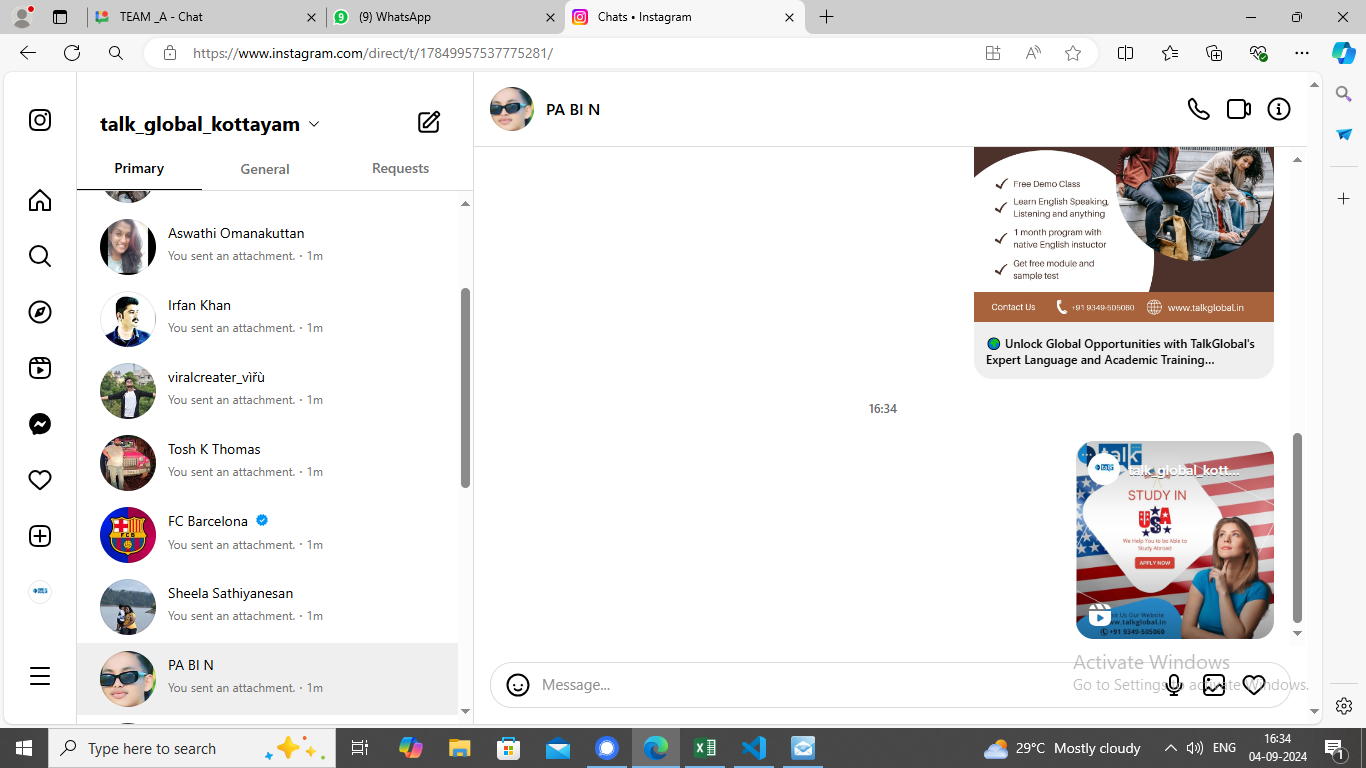 TEAM _A - Chat
(9) WhatsApp
Chats • Instagram
https://www.instagram.com/direct/t/17849957537775281/
talk_global_kottayam
Primary
General
Requests
Aswathi Omanakuttan
You sent an attachment. · 1m
Irfan Khan
You sent an attachment. · 1m
viralcreater_vìřù
You sent an attachment. · 1m
Tosh K Thomas
You sent an attachment. · 1m
FC Barcelona
You sent an attachment. · 1m
Sheela Sathiyanesan
You sent an attachment. · 1m
PA BI N
You sent an attachment. · 1m
PA BI N
Free Demo Class
Learn English Speaking,
Listening and anything
1 month program with
native English instuctor
Get free module and
sample test
Contact Us
+91 9349-505060
www.talkglobal.in
Unlock Global Opportunities with TalkGlobal's
Expert Language and Academic Training...
16:34
talk
talk_global_kott...
STUDY IN
USA
We Help You to be Able to
Study Abroad
APPLY NOW
Us Our Website
www.talkglobal.in
+91 9349-505060
Message...
Activate Windows
Go to Settings to activate Windows.
Type here to search
29°C Mostly cloudy
ENG
16:34
04-09-2024
1